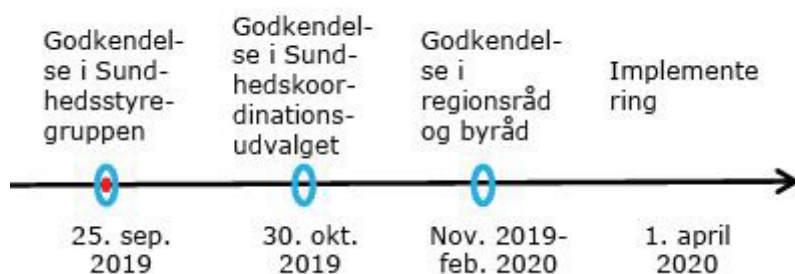 Godkendel-
se i Sund-
hedsstyre-
gruppen
Godkendel-
se i Sund-
hedskoor-
dinations-
udvalget
Godkendel-
se i
regionsråd
og byråd
Implemente
ring
25. sep.
2019
30. okt.
2019
Nov. 2019-
feb. 2020
1. april
2020